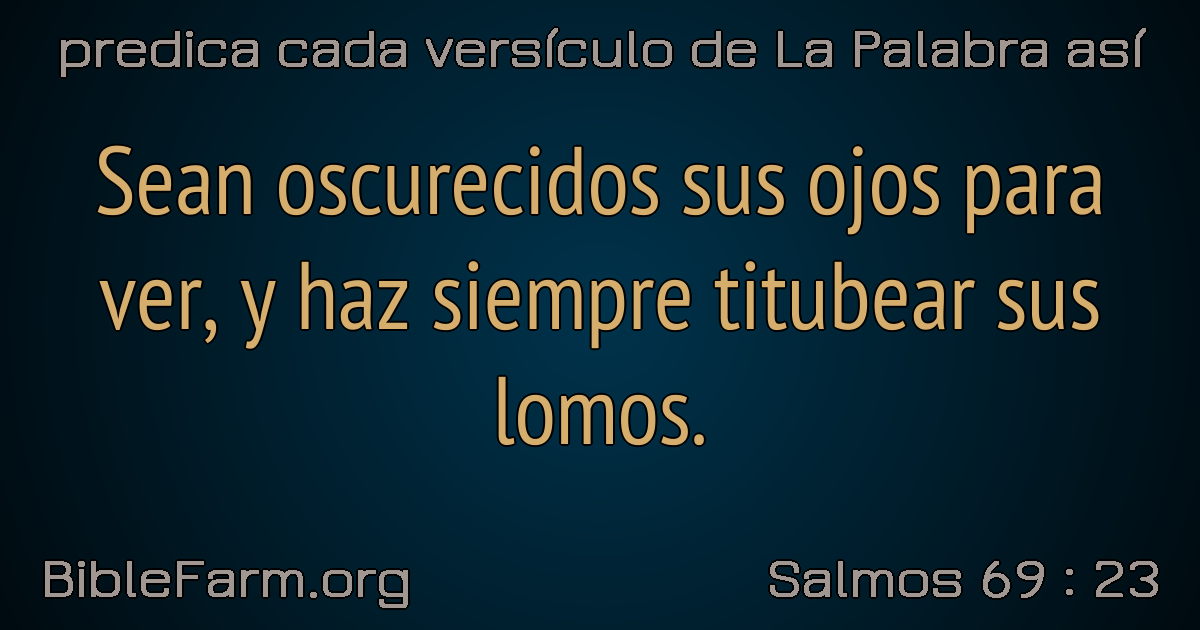 predica cada versículo de La Palabra así
Sean oscurecidos sus ojos para
ver, y haz siempre titubear sus
lomos.
BibleFarm.org
Salmos 69 : 23